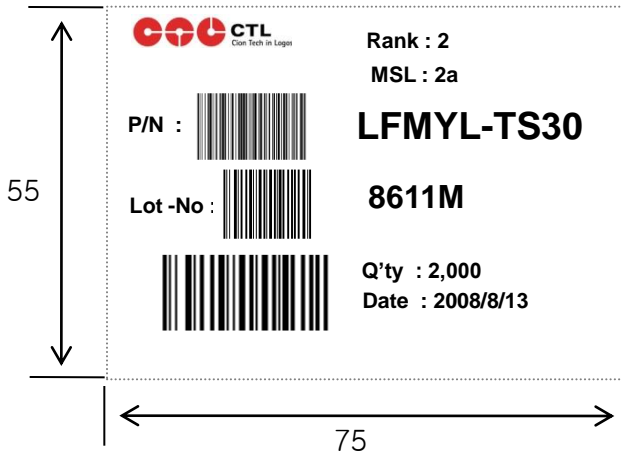 CTL
Cion Tech in Logos
Rank : 2
MSL : 2a
P/N :
LFMYL-TS30
Lot -No :
8611M
Q'ty : 2,000
Date : 2008/8/13
55
75